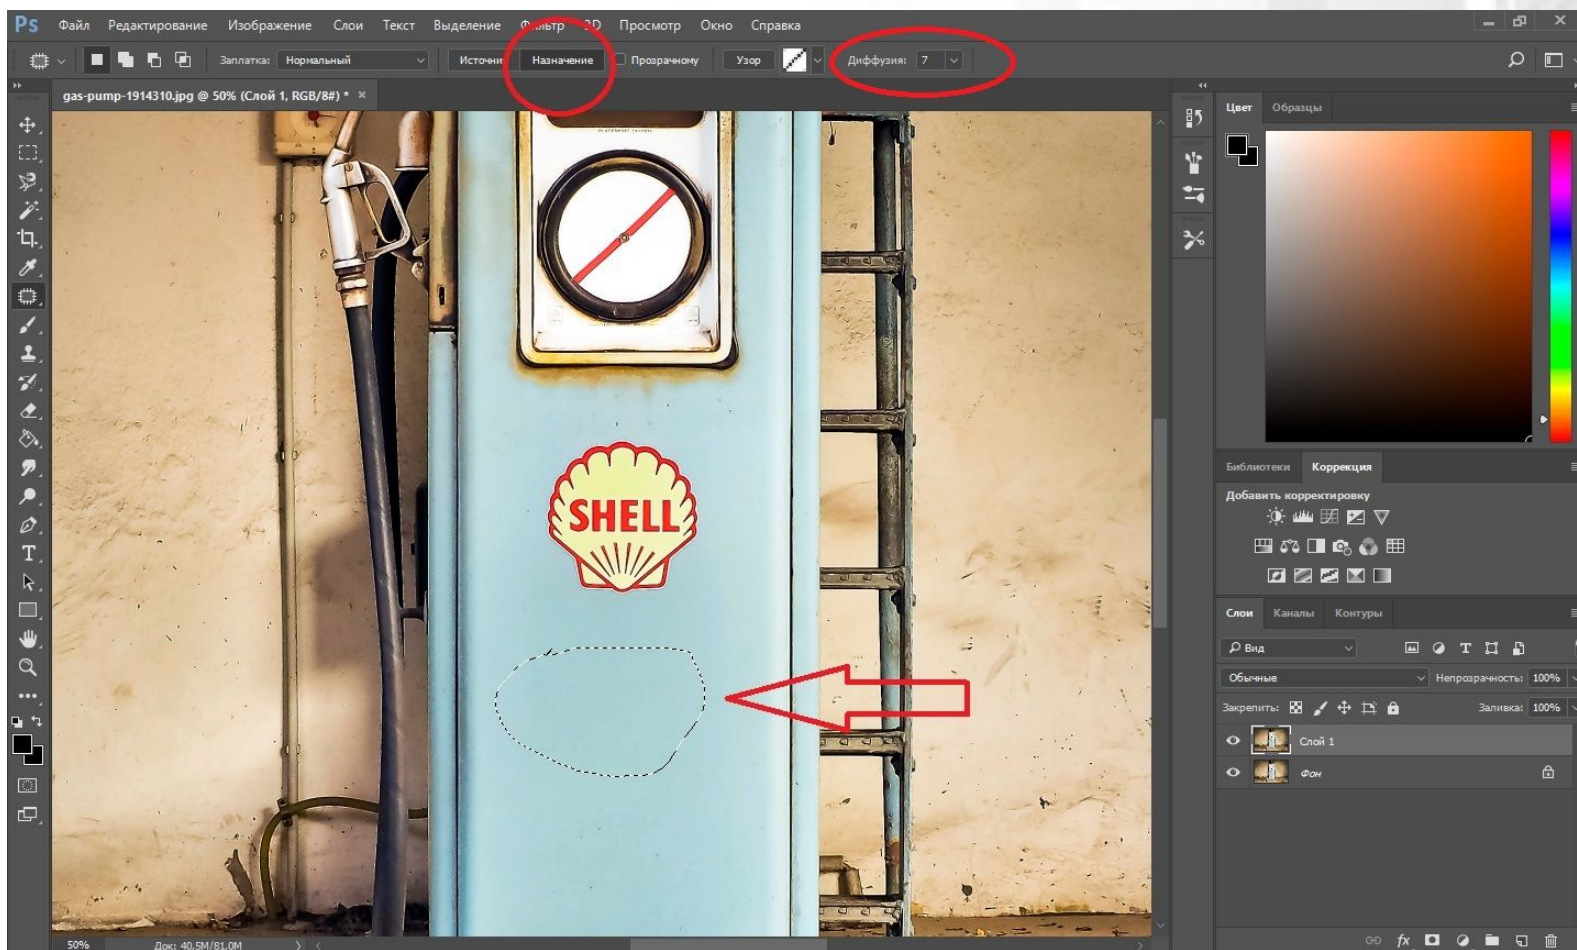 Ps Файл Редактирование Изображение Слои Текст Выделение Фильтр 3D Просмотр Окно Справка
Заплатка: Нормальный Источник Назначение Прозрачному Узор Диффузия: 7
gas-pump-1914310.jpg @ 50% (Слой 1, RGB/8#) * ×
Цвет Образцы
SHELL
Библиотеки Коррекция
Добавить корректировку
Слои Каналы Контуры
Вид
Обычные Непрозрачность: 100%
Закрепить: Заливка: 100%
Слой 1
Фон
50% Док: 40,5M/81,0M